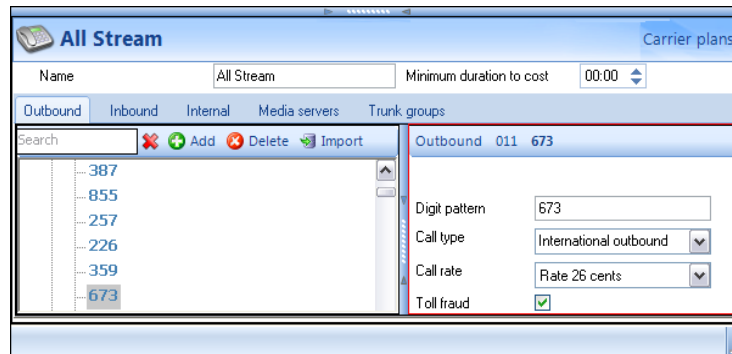 All Stream
Carrier plans
Name All Stream Minimum duration to cost 00:00
Outbound Inbound Internal Media servers Trunk groups
Search Add Delete Import
Outbound 011 673
387
855
257
226
359
673
Digit pattern 673
Call type International outbound
Call rate Rate 26 cents
Toll fraud